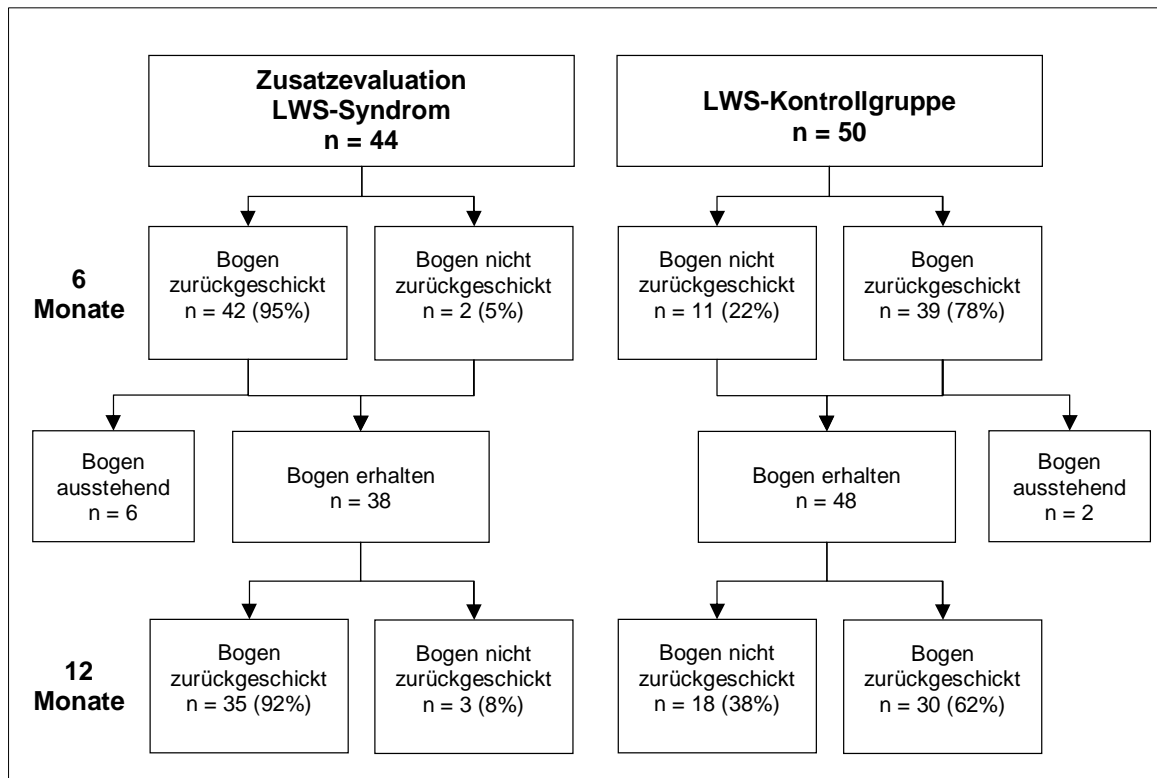 Zusatzevaluation
LWS-Syndrom
n = 44
LWS-Kontrollgruppe
n = 50
6
Monate
Bogen
zurückgeschickt
n = 42 (95%)
Bogen nicht
zurückgeschickt
n = 2 (5%)
Bogen nicht
zurückgeschickt
n = 11 (22%)
Bogen
zurückgeschickt
n = 39 (78%)
Bogen
ausstehend
n = 6
Bogen erhalten
n = 38
Bogen erhalten
n = 48
Bogen
ausstehend
n = 2
12
Monate
Bogen
zurückgeschickt
n = 35 (92%)
Bogen nicht
zurückgeschickt
n = 3 (8%)
Bogen nicht
zurückgeschickt
n = 18 (38%)
Bogen
zurückgeschickt
n = 30 (62%)